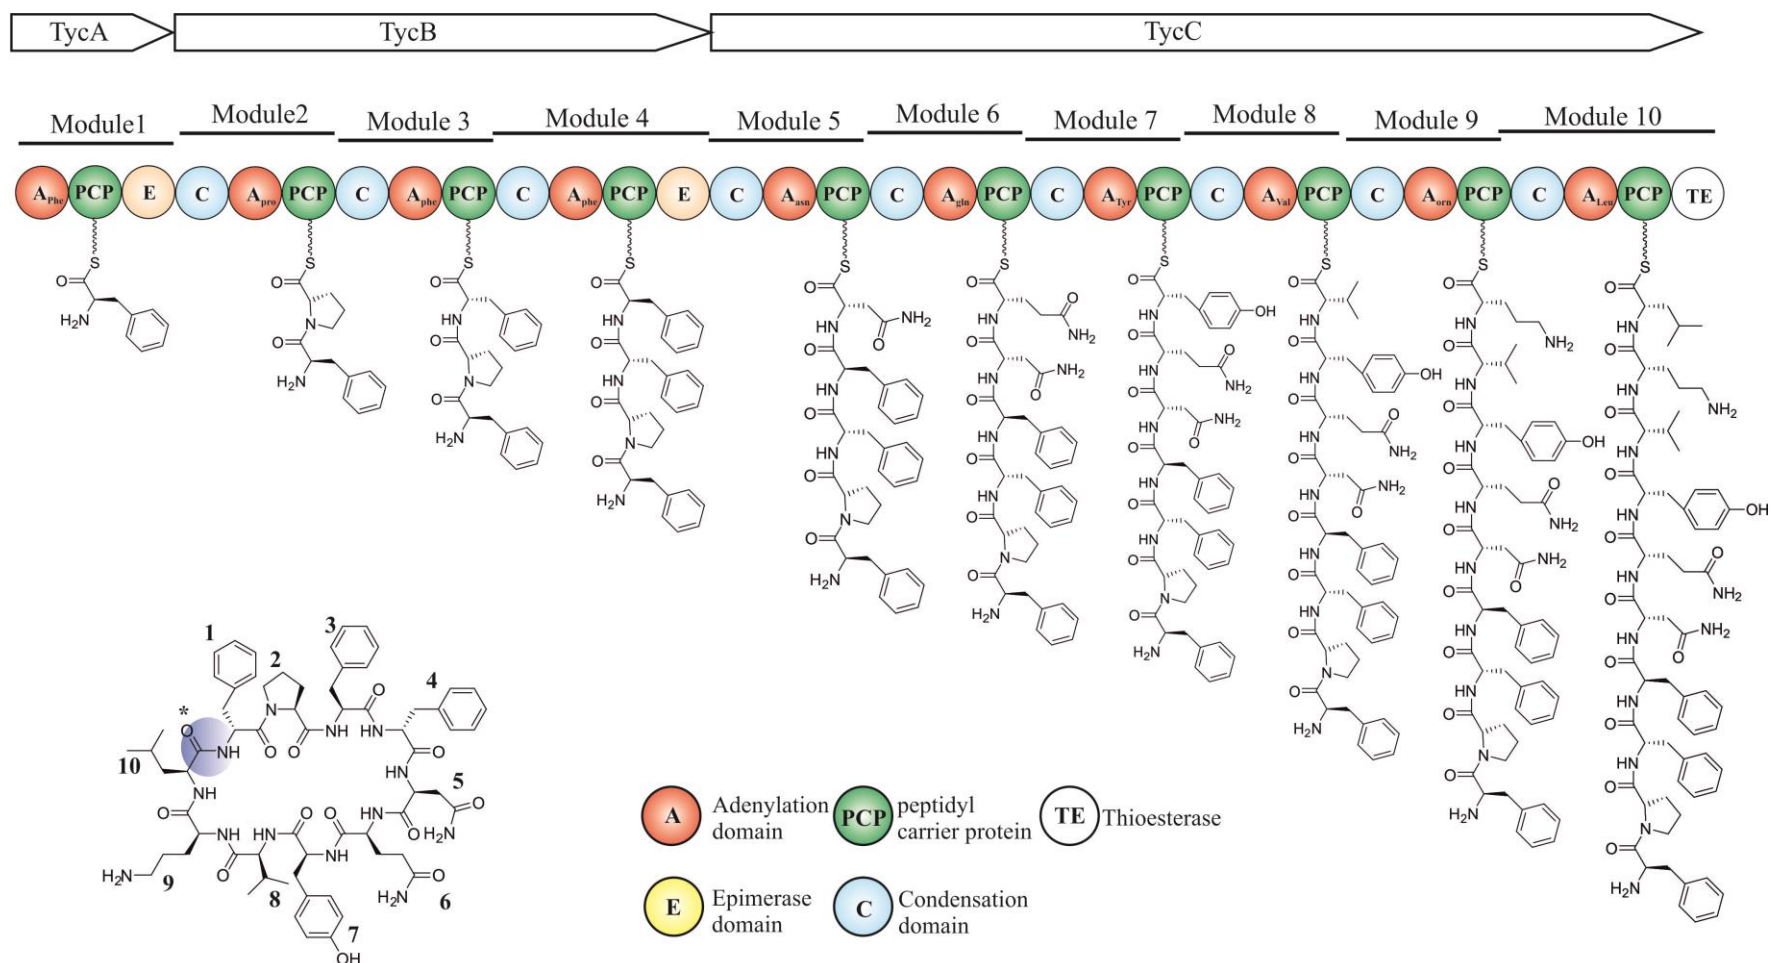 TycA TycB TycC
Module1 Module2 Module 3 Module 4 Module 5 Module 6 Module 7 Module 8 Module 9 Module 10
APhe PCP E C Apro PCP C Aphe PCP C Aphe PCP E C Aasn PCP C Agln PCP C ATyr PCP C AVal PCP C Aorn PCP C ALeu PCP TE
1
2
3
4
5
6
7
8
9
10
*
A Adenylation
domain
PCP peptidyl
carrier protein
TE Thioesterase
E Epimerase
domain
C Condensation
domain